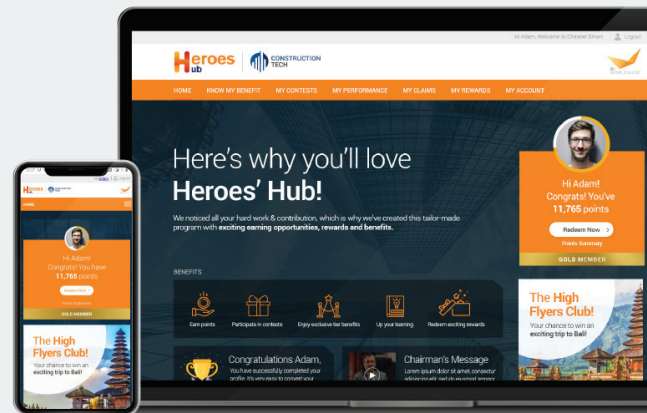 Hi Adam, Welcome to Channel Smart
Logout
Heroes
ub
CONSTRUCTION
TECH
HOME KNOW MY BENEFIT MY CONTESTS MY PERFORMANCE MY CLAIMS MY REWARDS MY ACCOUNT
Here's why you'll love
Heroes' Hub!
We noticed all your hard work & contribution, which is why we've created this tailor-made
program with exciting earning opportunities, rewards and benefits.
Hi Adam!
Congrats! You've
11,765 points
Redeem Now >
Points Summary
GOLD MEMBER
BENEFITS
Earn points
Participate in contests
Enjoy exclusive tier benefits
Up your learning
Redeem exciting rewards
The High
Flyers Club!
Your chance to win an
exciting trip to Bali!
Congratulations Adam,
You have successfully completed your
profile. It's very easy to convert your
Chairman's Message
Lorem ipsum dolor sit amet, consectetur
Heroes
HOME
Hi Adam!
Congrats! You have
11,765 points
Redeem Now >
GOLD MEMBER
The High
Flyers Club!
Your chance to win an
exciting trip to Bali!